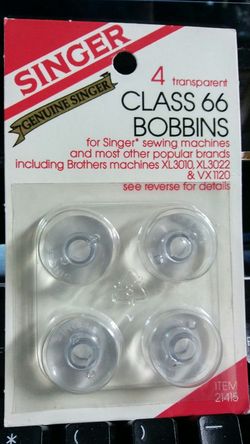 SINGER
GENUINE SINGER
4 transparent
CLASS 66
BOBBINS
for Singer* sewing machines
and most other popular brands
including Brothers machines XL3010, XL3022
& VX1120
see reverse for details
ITEM
21415